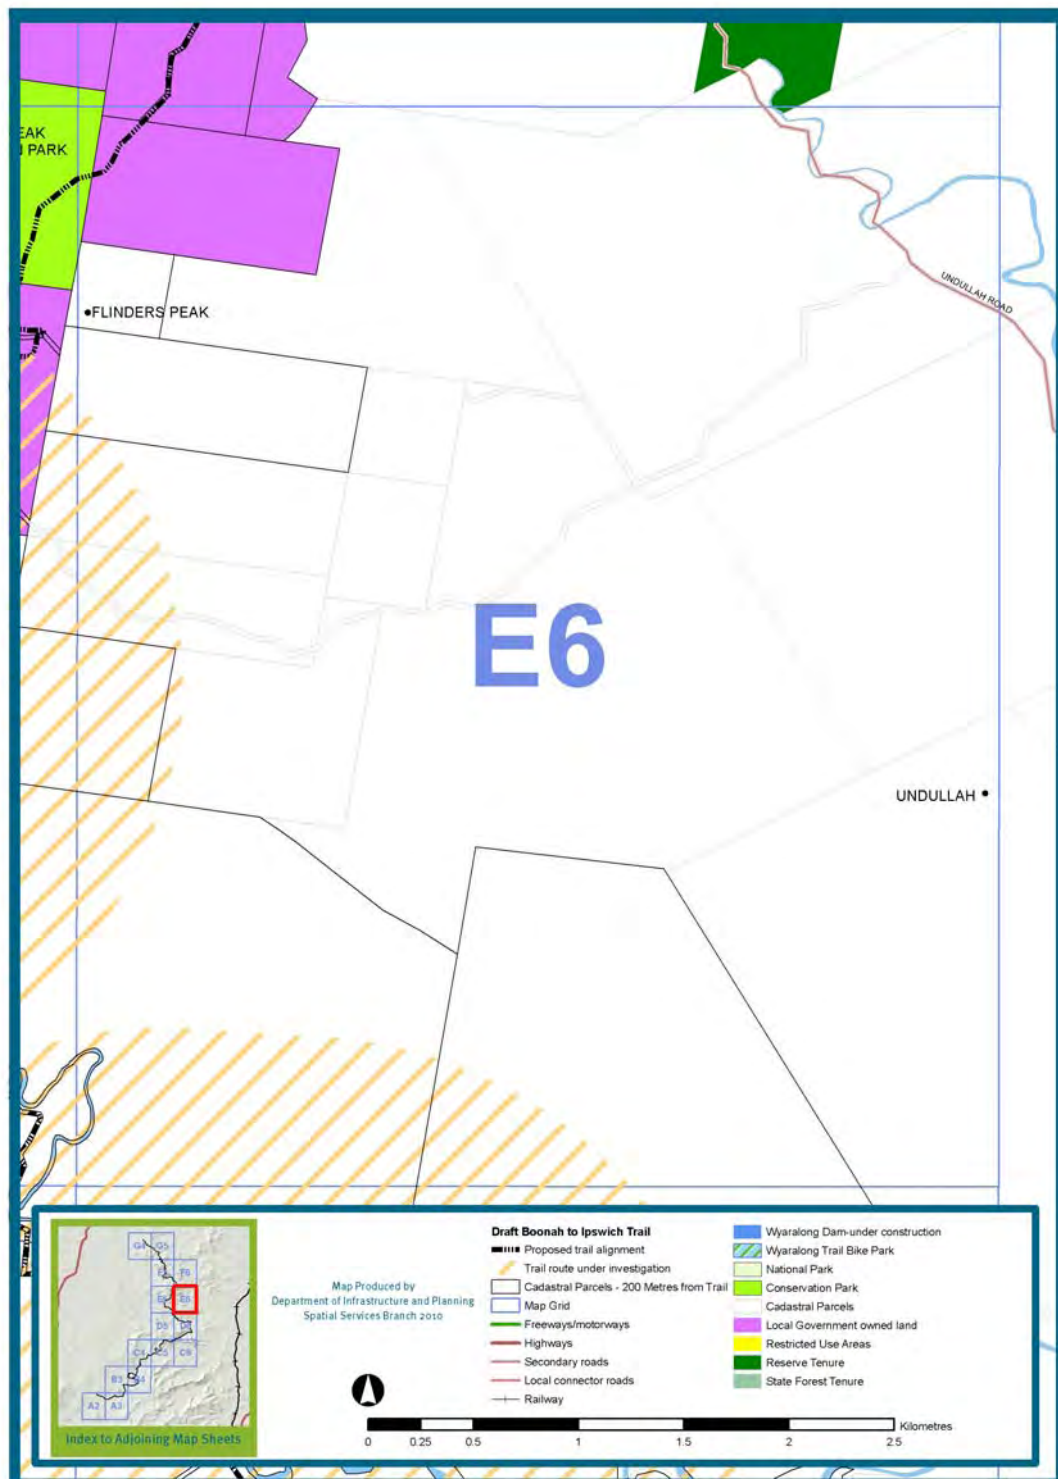 EAK
N PARK
FLINDERS PEAK
UNDULLAH ROAD
E6
UNDULLAH
G4 G5
F6
E6
D5
C4 C5 C6
B3
A2 A3
Index to Adjoining Map Sheets
Map Produced by
Department of Infrastructure and Planning
Spatial Services Branch 2010
Draft Boonah to Ipswich Trail
Proposed trail alignment
Trail route under investigation
Cadastral Parcels - 200 Metres from Trail
Map Grid
Freeways/motorways
Highways
Secondary roads
Local connector roads
Railway
Wyaralong Dam-under construction
Wyaralong Trail Bike Park
National Park
Conservation Park
Cadastral Parcels
Local Government owned land
Restricted Use Areas
Reserve Tenure
State Forest Tenure
Kilometres
0 0.25 0.5 1 1.5 2 2.5